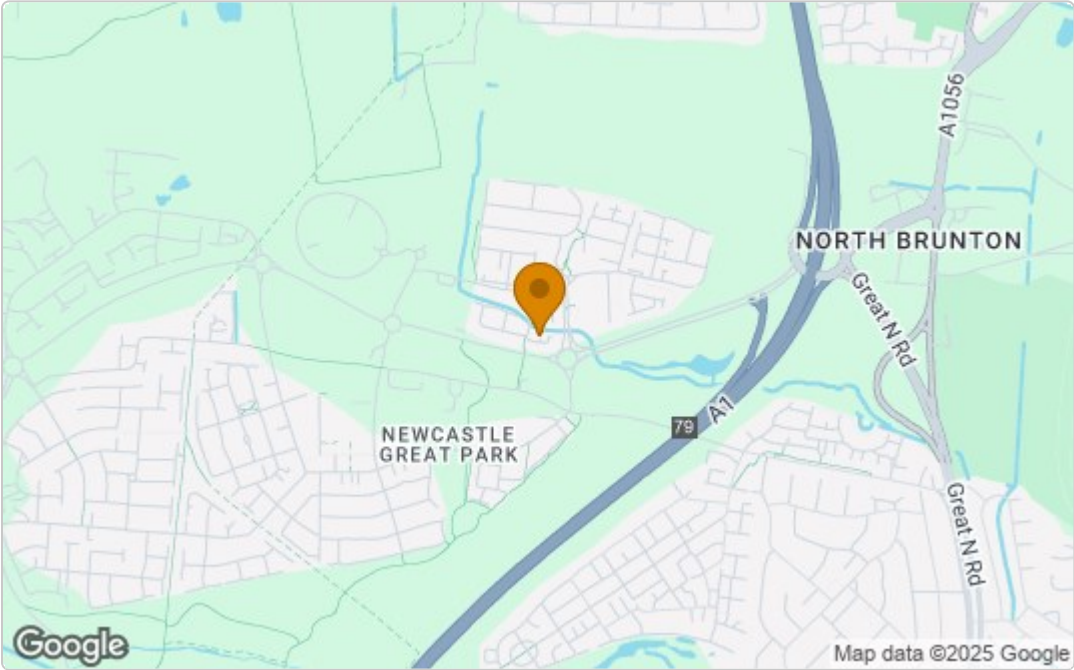 A1056
NORTH BRUNTON
Great N Rd
A1
79
NEWCASTLE
GREAT PARK
Great N Rd
Google
Map data ©2025 Google